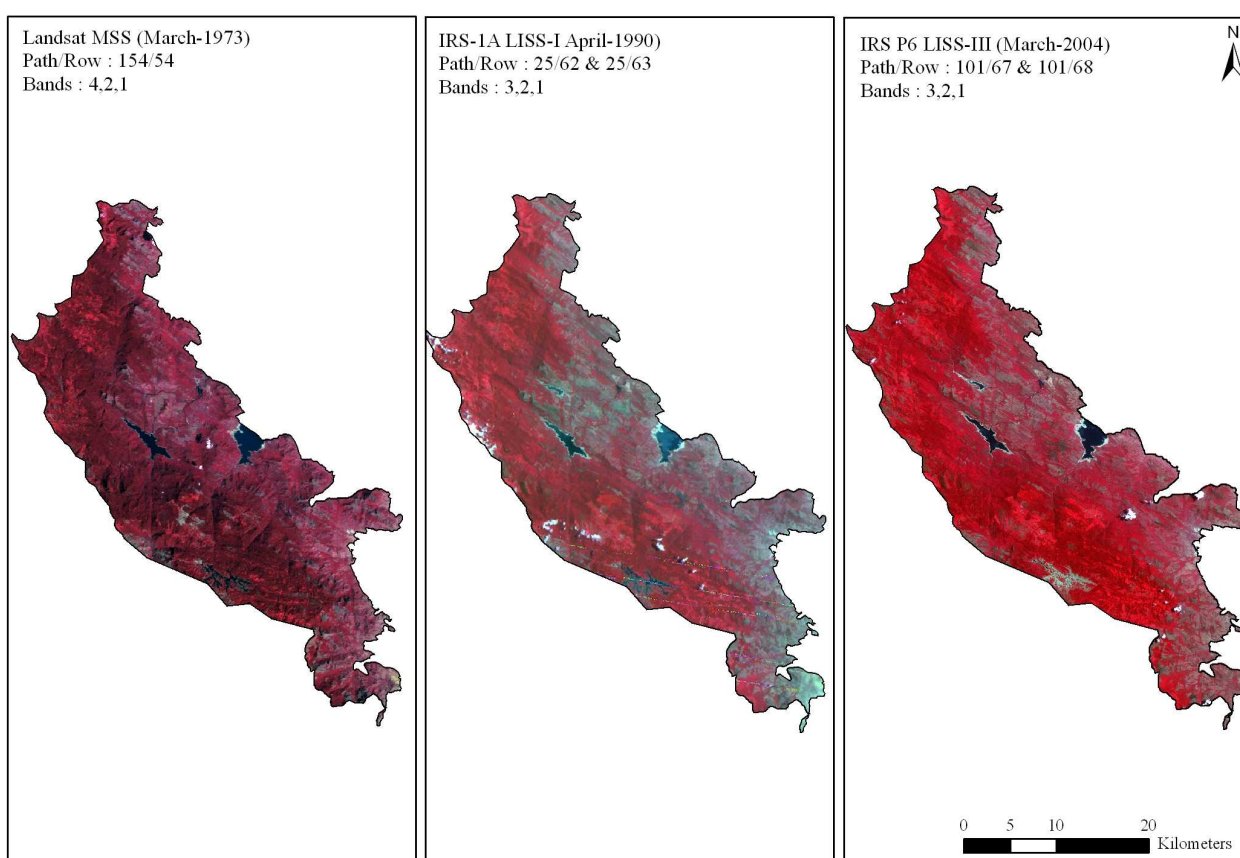 Landsat MSS (March-1973)
Path/Row : 154/54
Bands : 4,2,1
IRS-1A LISS-I April-1990)
Path/Row : 25/62 & 25/63
Bands : 3,2,1
IRS P6 LISS-III (March-2004)
Path/Row : 101/67 & 101/68
Bands : 3,2,1
N
0 5 10 20
Kilometers